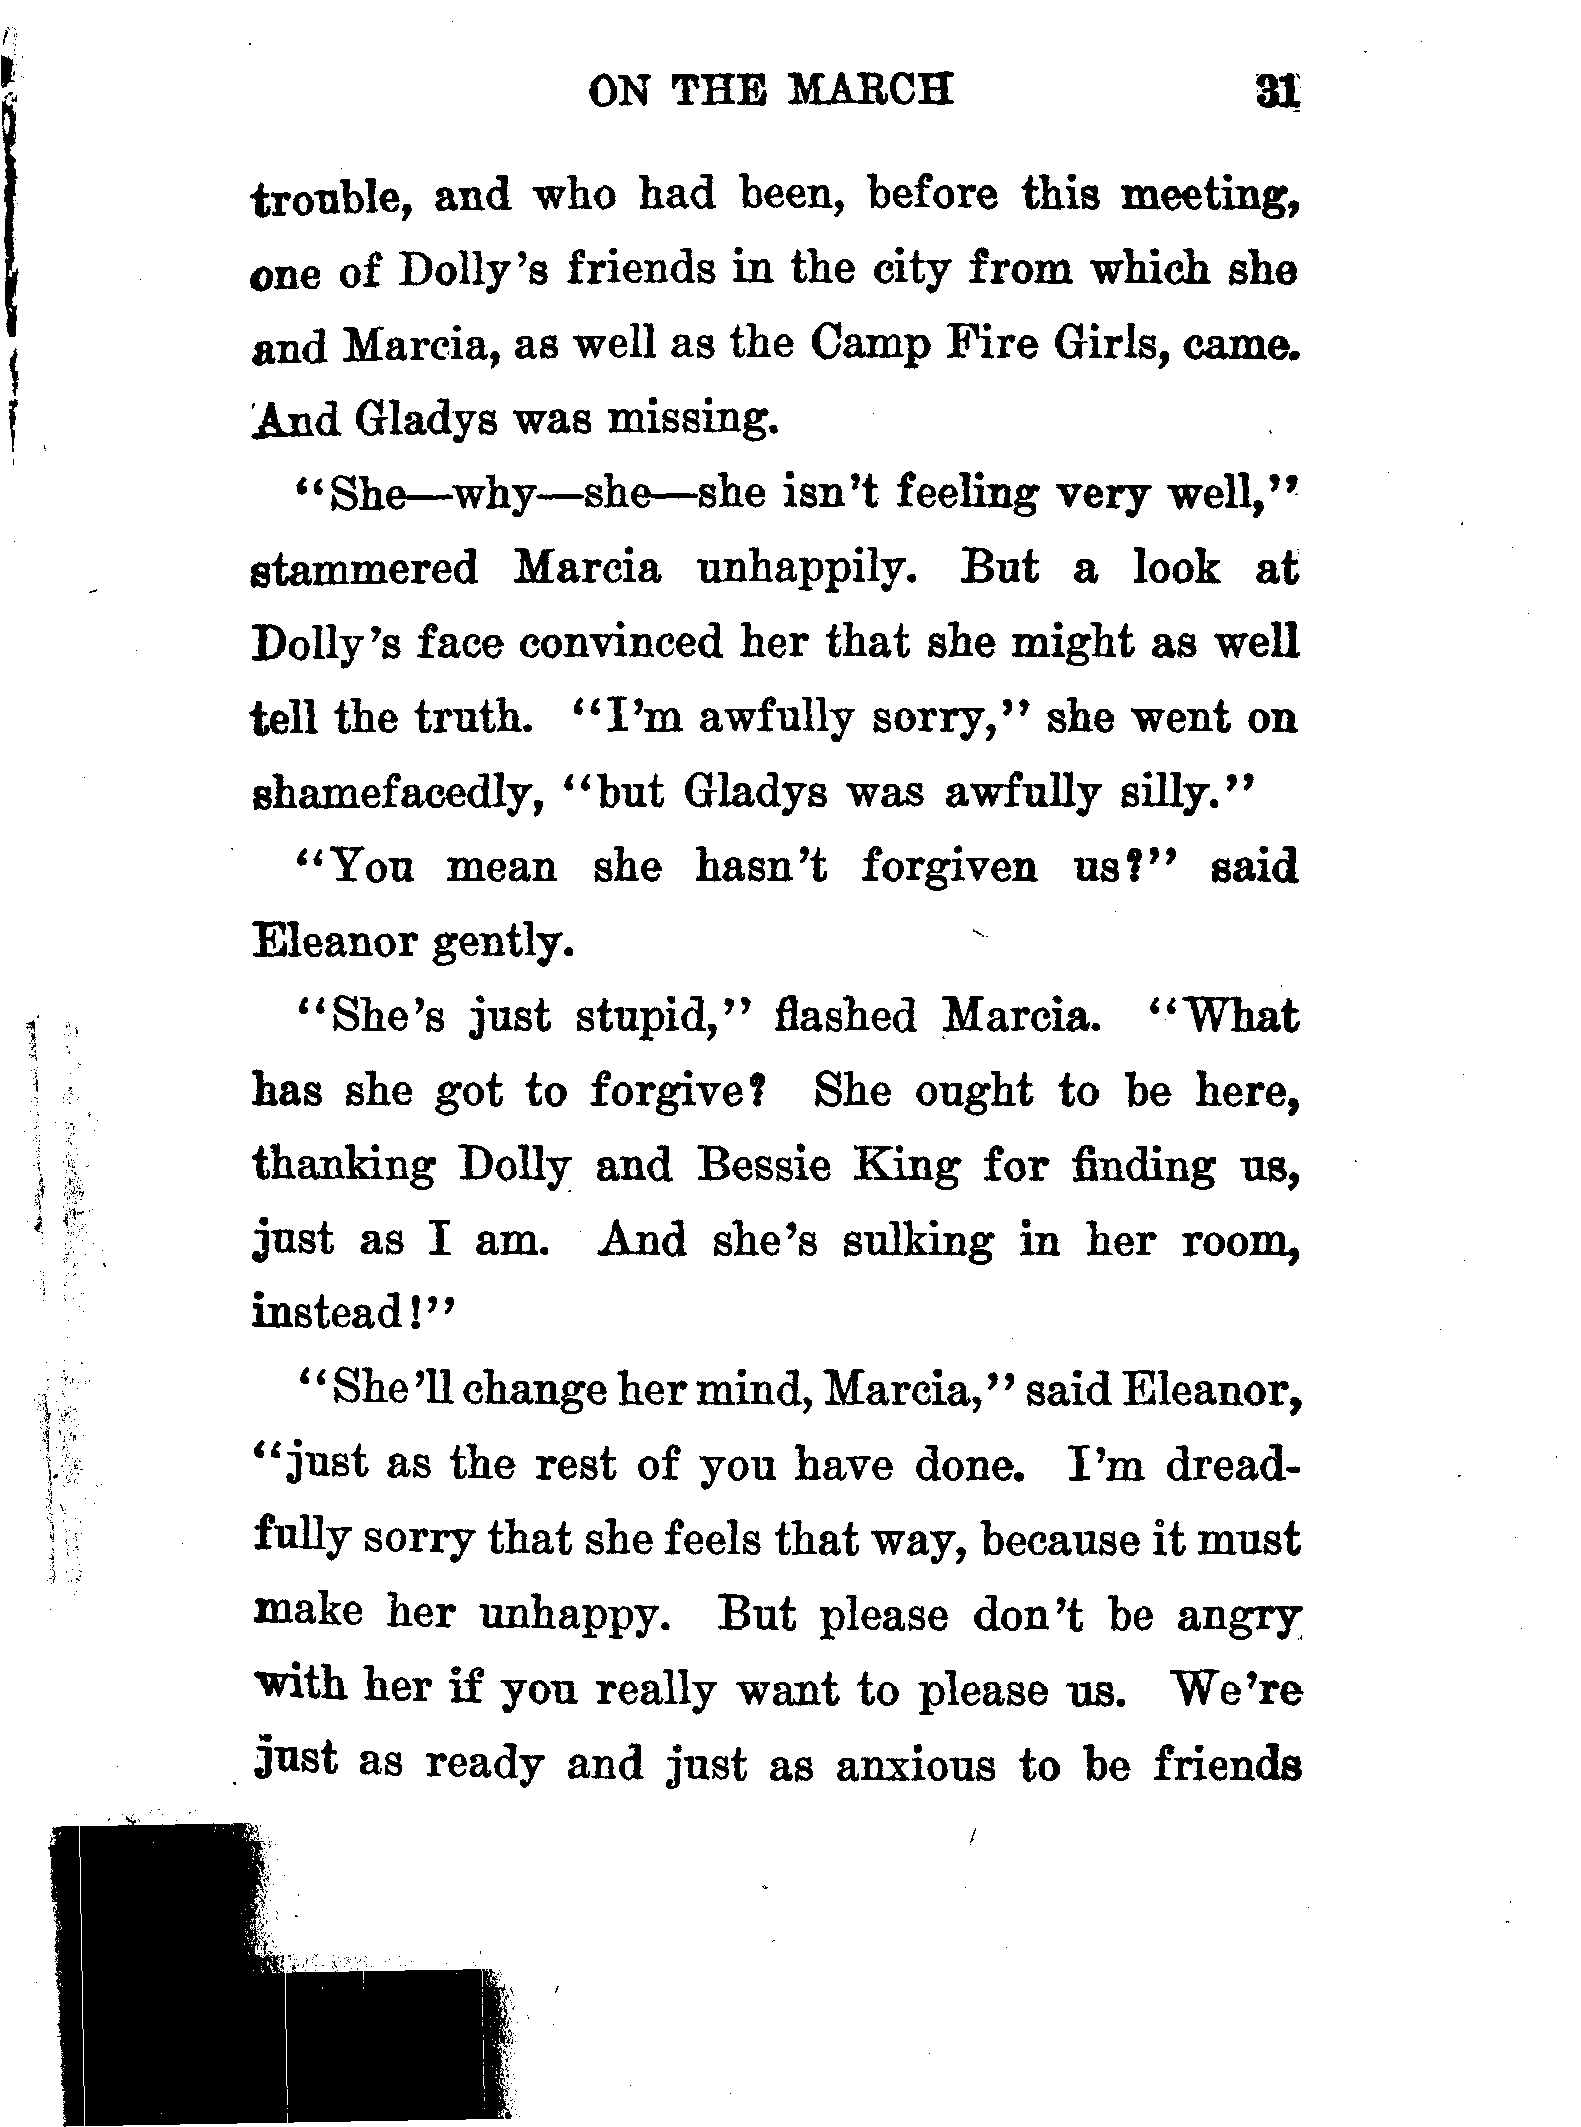 ON THE MARCH 31
trouble, and who had been, before this meeting,
one of Dolly's friends in the city from which she
and Marcia, as well as the Camp Fire Girls, came.
And Gladys was missing.
"She—why—she—she isn't feeling very well,"
stammered Marcia unhappily. But a look at
Dolly's face convinced her that she might as well
tell the truth. "I'm awfully sorry," she went on
shamefacedly, "but Gladys was awfully silly."
"You mean she hasn't forgiven us?" said
Eleanor gently.
"She's just stupid," flashed Marcia. "What
has she got to forgive? She ought to be here,
thanking Dolly and Bessie King for finding us,
just as I am. And she's sulking in her room,
instead!"
"She'll change her mind, Marcia," said Eleanor,
"just as the rest of you have done. I'm dread-
fully sorry that she feels that way, because it must
make her unhappy. But please don't be angry
with her if you really want to please us. We're
just as ready and just as anxious to be friends